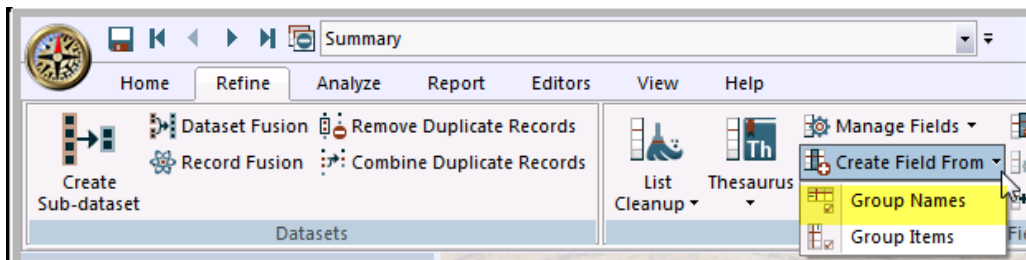 Summary
Home Refine Analyze Report Editors View Help
Dataset Fusion Remove Duplicate Records
Record Fusion Combine Duplicate Records
Create
Sub-dataset
Datasets
List
Cleanup
Th
Thesaurus
Manage Fields
Create Field From
Group Names
Group Items